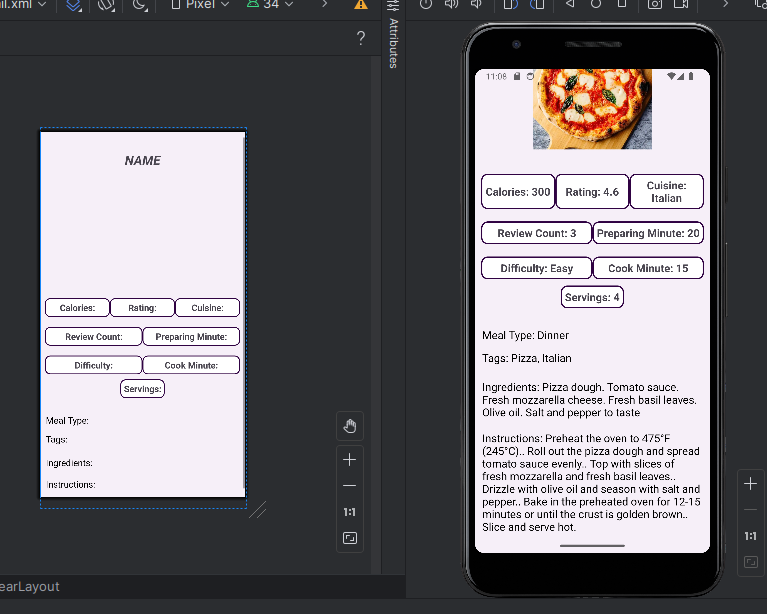 il.xml
Pixel
34
Attributes
?
NAME
Calories:
Rating:
Cuisine:
Review Count:
Preparing Minute:
Difficulty:
Cook Minute:
Servings:
Meal Type:
Tags:
Ingredients:
Instructions:
1:1
earLayout
11:08
Calories: 300
Rating: 4.6
Cuisine:
Italian
Review Count: 3
Preparing Minute: 20
Difficulty: Easy
Cook Minute: 15
Servings: 4
Meal Type: Dinner
Tags: Pizza, Italian
Ingredients: Pizza dough. Tomato sauce.
Fresh mozzarella cheese. Fresh basil leaves.
Olive oil. Salt and pepper to taste
Instructions: Preheat the oven to 475°F
(245°C).. Roll out the pizza dough and spread
tomato sauce evenly.. Top with slices of
fresh mozzarella and fresh basil leaves..
Drizzle with olive oil and season with salt and
pepper.. Bake in the preheated oven for 12-15
minutes or until the crust is golden brown..
Slice and serve hot.
1:1